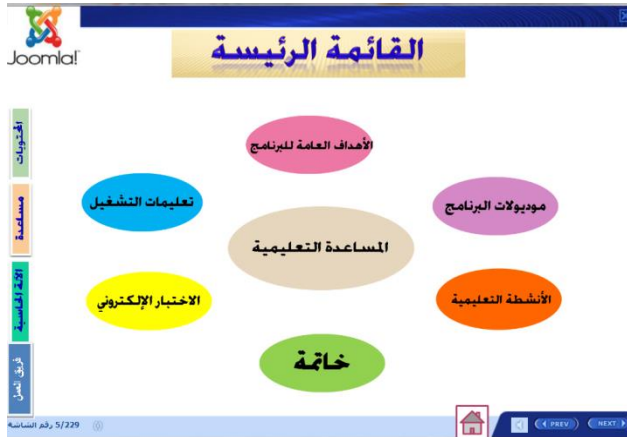 Joomla!
القائمة الرئيسة
الأهداف العامة للبرنامج
موديولات البرنامج
تعليمات التشغيل
المساعدة التعليمية
الأنشطة التعليمية
الاختبار الإلكتروني
خاتمة
المحتويات
مساعدة
الآلة الحاسبة
فريق العمل
5/229 رقم الشاشة
PREV
NEXT